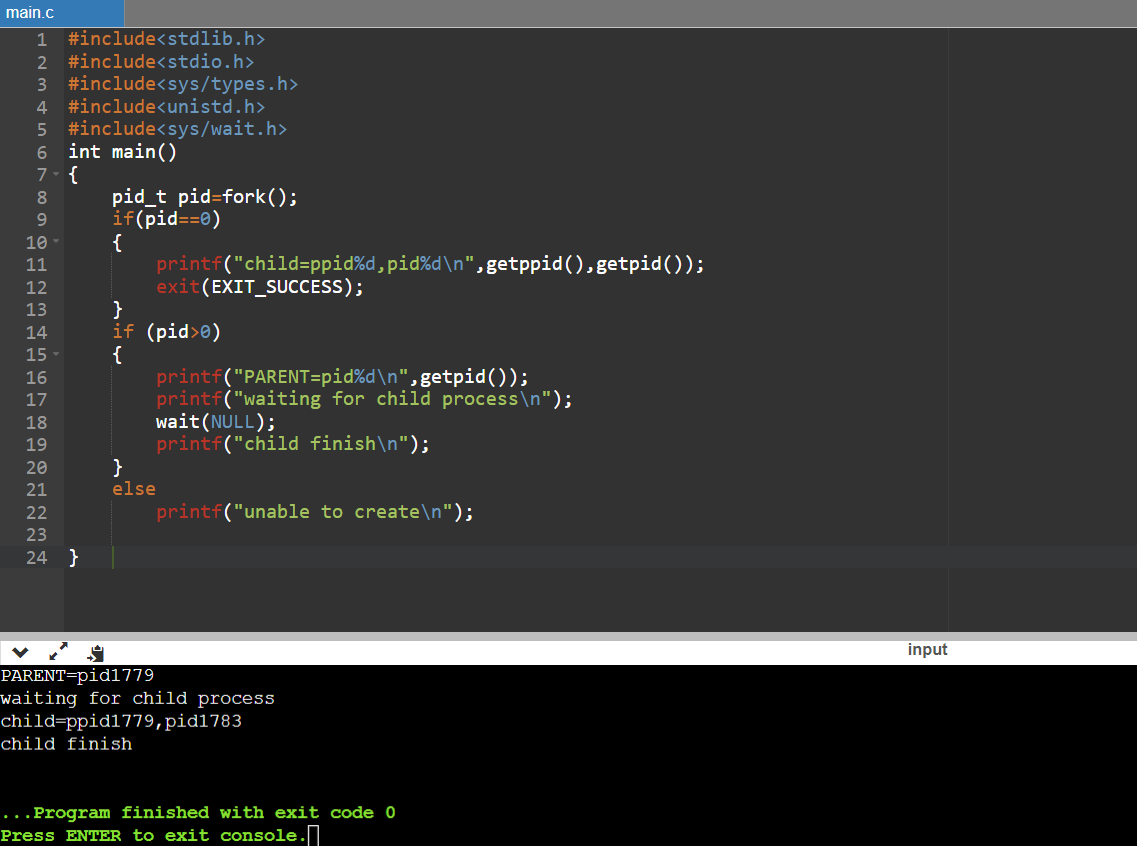 main.c
1 #include<stdlib.h>
2 #include<stdio.h>
3 #include<sys/types.h>
4 #include<unistd.h>
5 #include<sys/wait.h>
6 int main()
7 {
8     pid_t pid=fork();
9     if(pid==0)
10     {
11         printf("child=ppid%d,pid%d\n",getppid(),getpid());
12         exit(EXIT_SUCCESS);
13     }
14     if (pid>0)
15     {
16         printf("PARENT=pid%d\n",getpid());
17         printf("waiting for child process\n");
18         wait(NULL);
19         printf("child finish\n");
20     }
21     else
22         printf("unable to create\n");
23
24 }
input
PARENT=pid1779
waiting for child process
child=ppid1779,pid1783
child finish
...Program finished with exit code 0
Press ENTER to exit console.